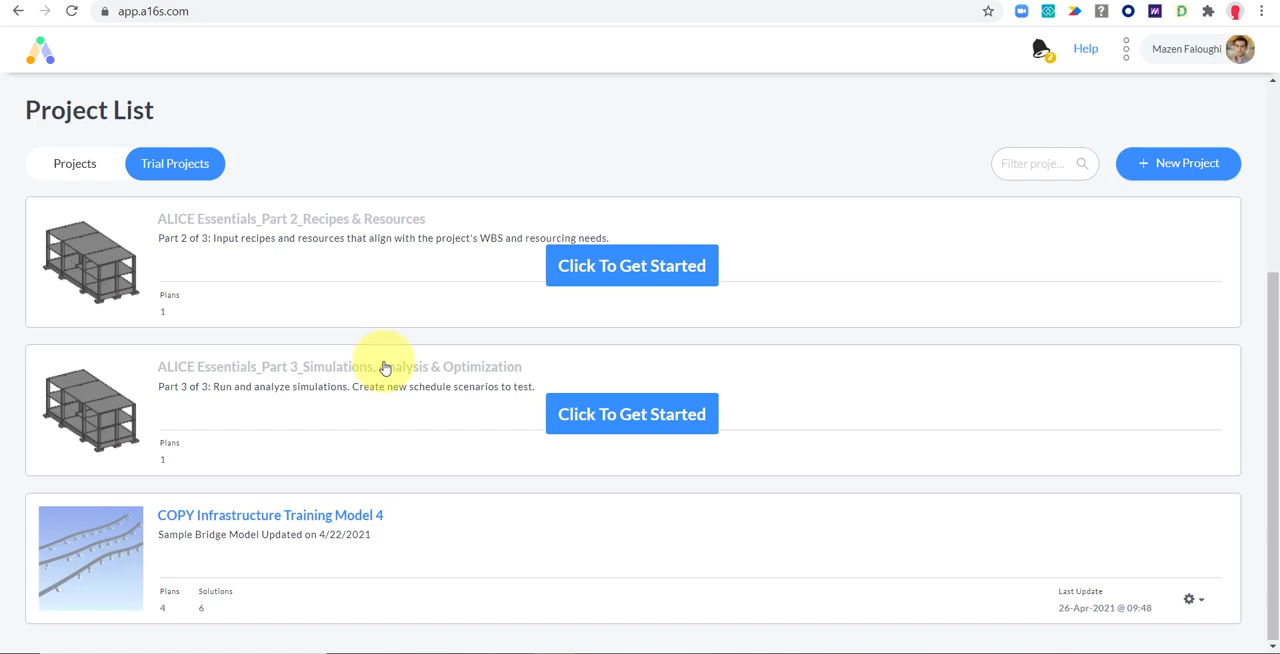 app.a16s.com
2
Help
Mazen Faloughi
Project List
Projects
Trial Projects
Filter proje...
+ New Project
ALICE Essentials_Part 2_Recipes & Resources
Part 2 of 3: Input recipes and resources that align with the project's WBS and resourcing needs.
Click To Get Started
Plans
1
ALICE Essentials_Part 3_Simulations, Analysis & Optimization
Part 3 of 3: Run and analyze simulations. Create new schedule scenarios to test.
Click To Get Started
Plans
1
COPY Infrastructure Training Model 4
Sample Bridge Model Updated on 4/22/2021
Plans Solutions Last Update
4 6 26-Apr-2021 @ 09:48